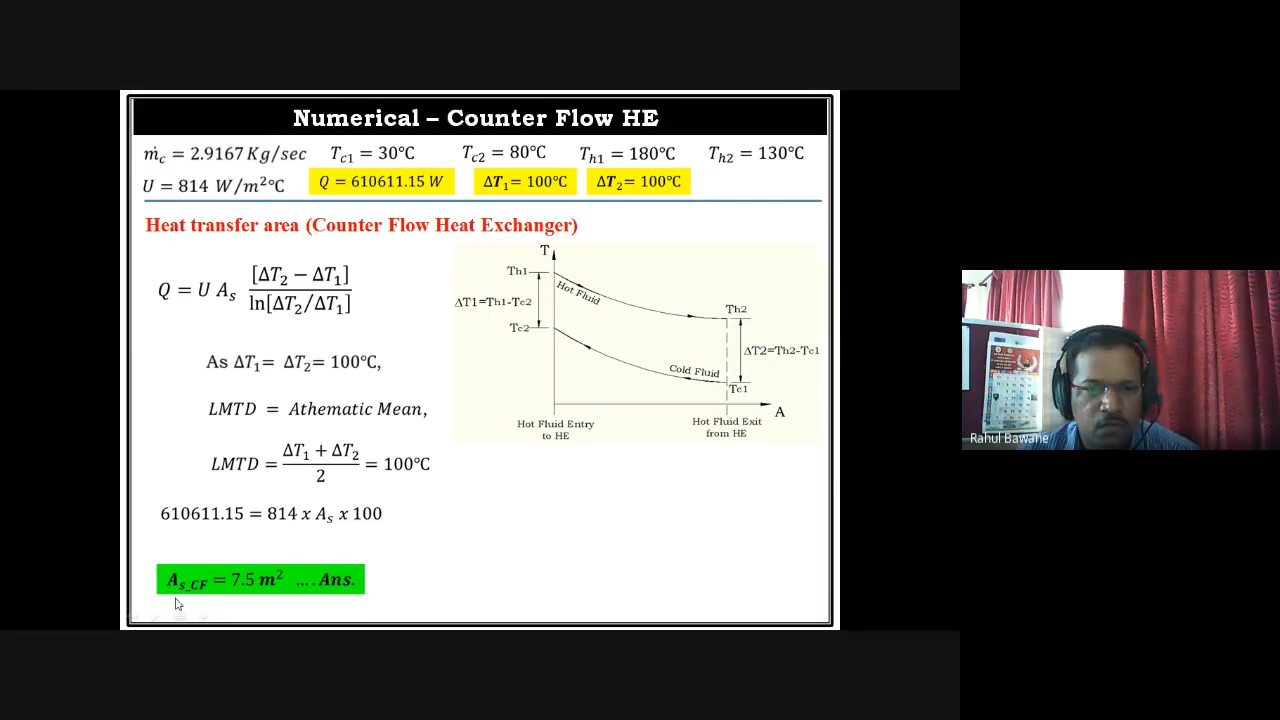 Numerical – Counter Flow HE
ṁc = 2.9167 Kg/sec Tc1 = 30℃ Tc2 = 80℃ Th1 = 180℃ Th2 = 130℃
U = 814 W/m²℃ Q = 610611.15 W ΔT1= 100℃ ΔT2= 100℃
Heat transfer area (Counter Flow Heat Exchanger)
Q = U As [ΔT2 − ΔT1] / ln[ΔT2/ΔT1]
As ΔT1= ΔT2= 100℃,
LMTD = Athematic Mean,
LMTD = ΔT1 + ΔT2 / 2 = 100℃
610611.15 = 814 x As x 100
As_CF = 7.5 m² .... Ans.
T
Th1
Hot Fluid
ΔT1=Th1-Tc2
Th2
Tc2
ΔT2=Th2-Tc1
Cold Fluid
Tc1
A
Hot Fluid Entry
to HE
Hot Fluid Exit
from HE
Rahul Bawane